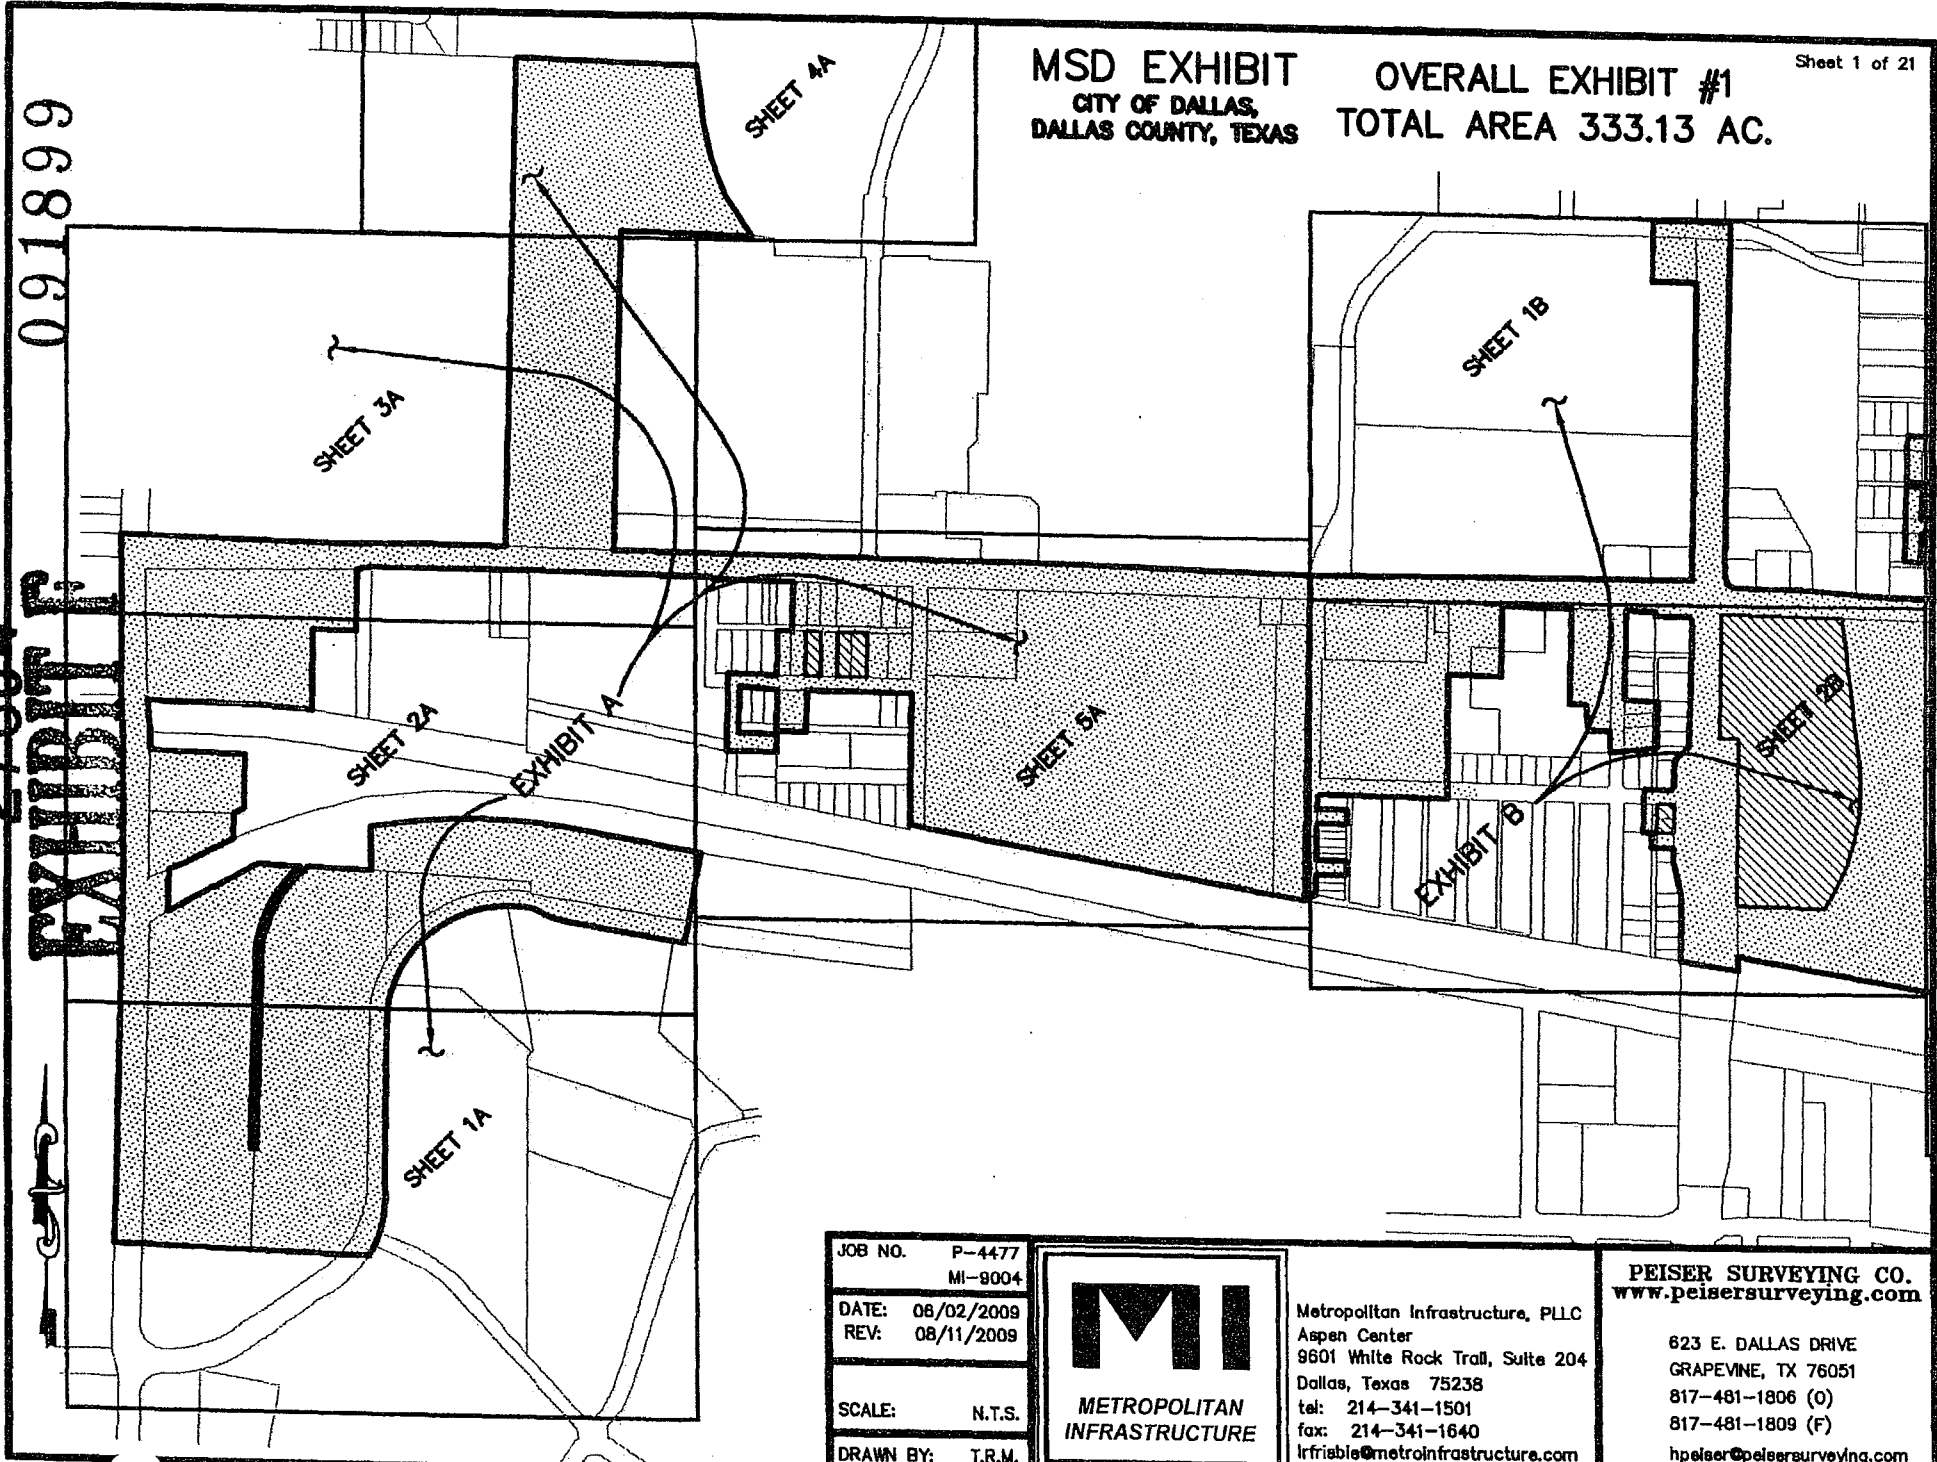 Sheet 1 of 21
MSD EXHIBIT
CITY OF DALLAS,
DALLAS COUNTY, TEXAS
OVERALL EXHIBIT #1
TOTAL AREA 333.13 AC.
091899
EXHIBIT F
SHEET 4A
SHEET 3A
SHEET 1B
SHEET 2A
EXHIBIT A
SHEET 5A
SHEET 2B
EXHIBIT B
SHEET 1A
JOB NO. P-4477
MI-9004
DATE: 06/02/2009
REV: 08/11/2009
SCALE: N.T.S.
DRAWN BY: T.R.M.
MI
METROPOLITAN
INFRASTRUCTURE
Metropolitan Infrastructure, PLLC
Aspen Center
9601 White Rock Trail, Suite 204
Dallas, Texas 75238
tel: 214-341-1501
fax: 214-341-1640
lrfrisbie@metroinfrastructure.com
PEISER SURVEYING CO.
www.peisersurveying.com
623 E. DALLAS DRIVE
GRAPEVINE, TX 76051
817-481-1806 (O)
817-481-1809 (F)
hpeiser@peisersurveying.com